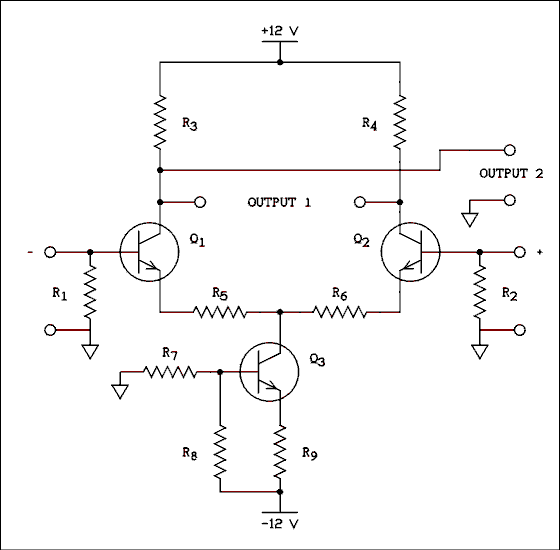 +12 V
R3
R4
OUTPUT 2
OUTPUT 1
Q1
Q2
-
+
R1
R2
R5
R6
R7
Q3
R8
R9
-12 V